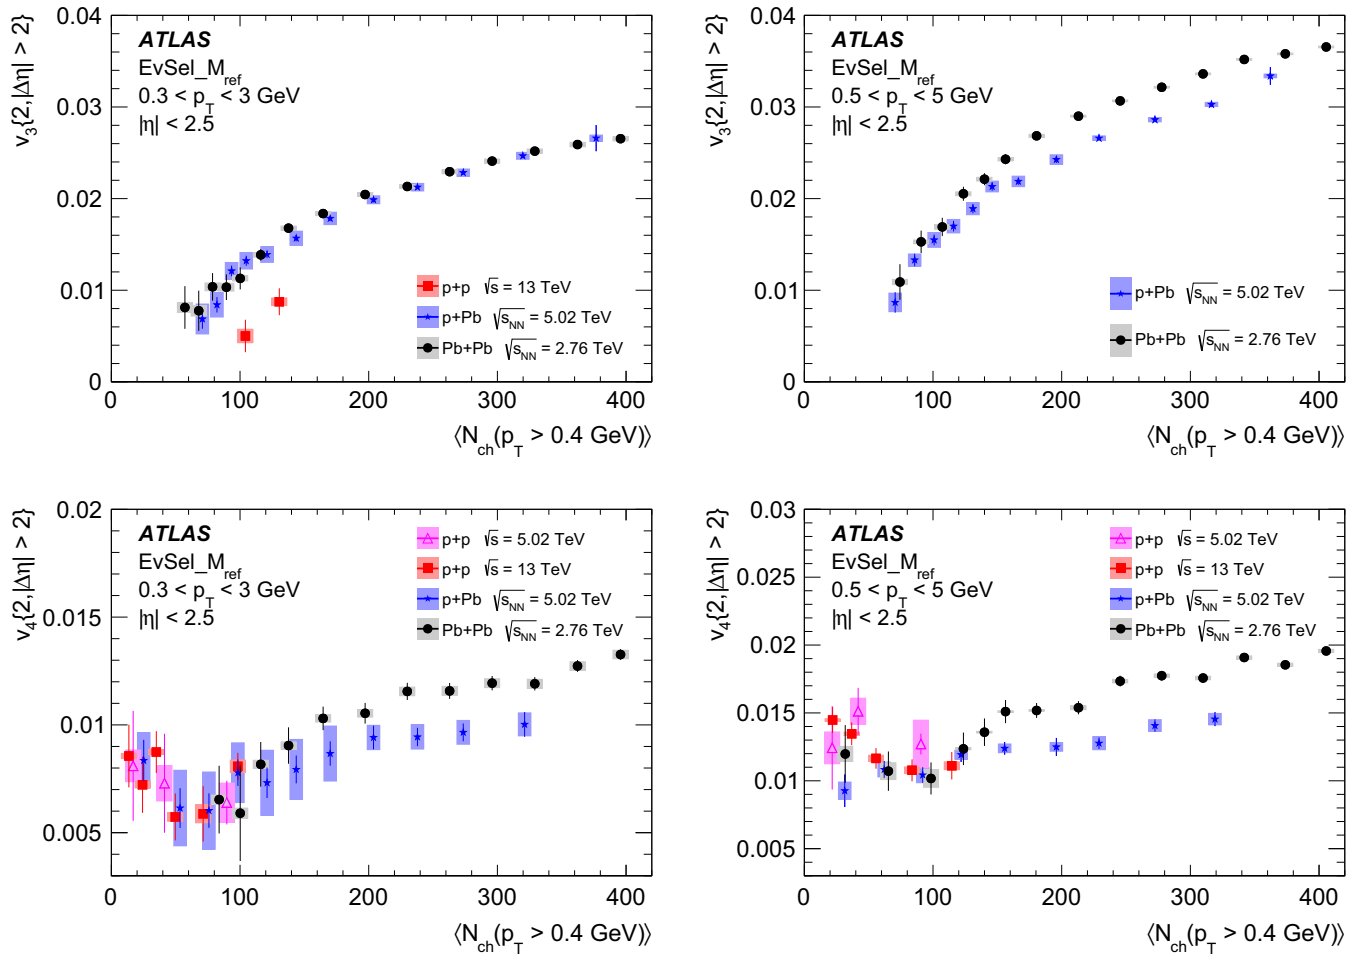 v3{2,|Δη| > 2}
0.04
0.03
0.02
0.01
0
ATLAS
EvSel_Mref
0.3 < pT < 3 GeV
|η| < 2.5
p+p √s = 13 TeV
p+Pb √sNN = 5.02 TeV
Pb+Pb √sNN = 2.76 TeV
0 100 200 300 400
⟨Nch(pT > 0.4 GeV)⟩
v3{2,|Δη| > 2}
0.04
0.03
0.02
0.01
0
ATLAS
EvSel_Mref
0.5 < pT < 5 GeV
|η| < 2.5
p+Pb √sNN = 5.02 TeV
Pb+Pb √sNN = 2.76 TeV
0 100 200 300 400
⟨Nch(pT > 0.4 GeV)⟩
v4{2,|Δη| > 2}
0.02
0.015
0.01
0.005
ATLAS
EvSel_Mref
0.3 < pT < 3 GeV
|η| < 2.5
p+p √s = 5.02 TeV
p+p √s = 13 TeV
p+Pb √sNN = 5.02 TeV
Pb+Pb √sNN = 2.76 TeV
0 100 200 300 400
⟨Nch(pT > 0.4 GeV)⟩
v4{2,|Δη| > 2}
0.03
0.025
0.02
0.015
0.01
0.005
ATLAS
EvSel_Mref
0.5 < pT < 5 GeV
|η| < 2.5
p+p √s = 5.02 TeV
p+p √s = 13 TeV
p+Pb √sNN = 5.02 TeV
Pb+Pb √sNN = 2.76 TeV
0 100 200 300 400
⟨Nch(pT > 0.4 GeV)⟩